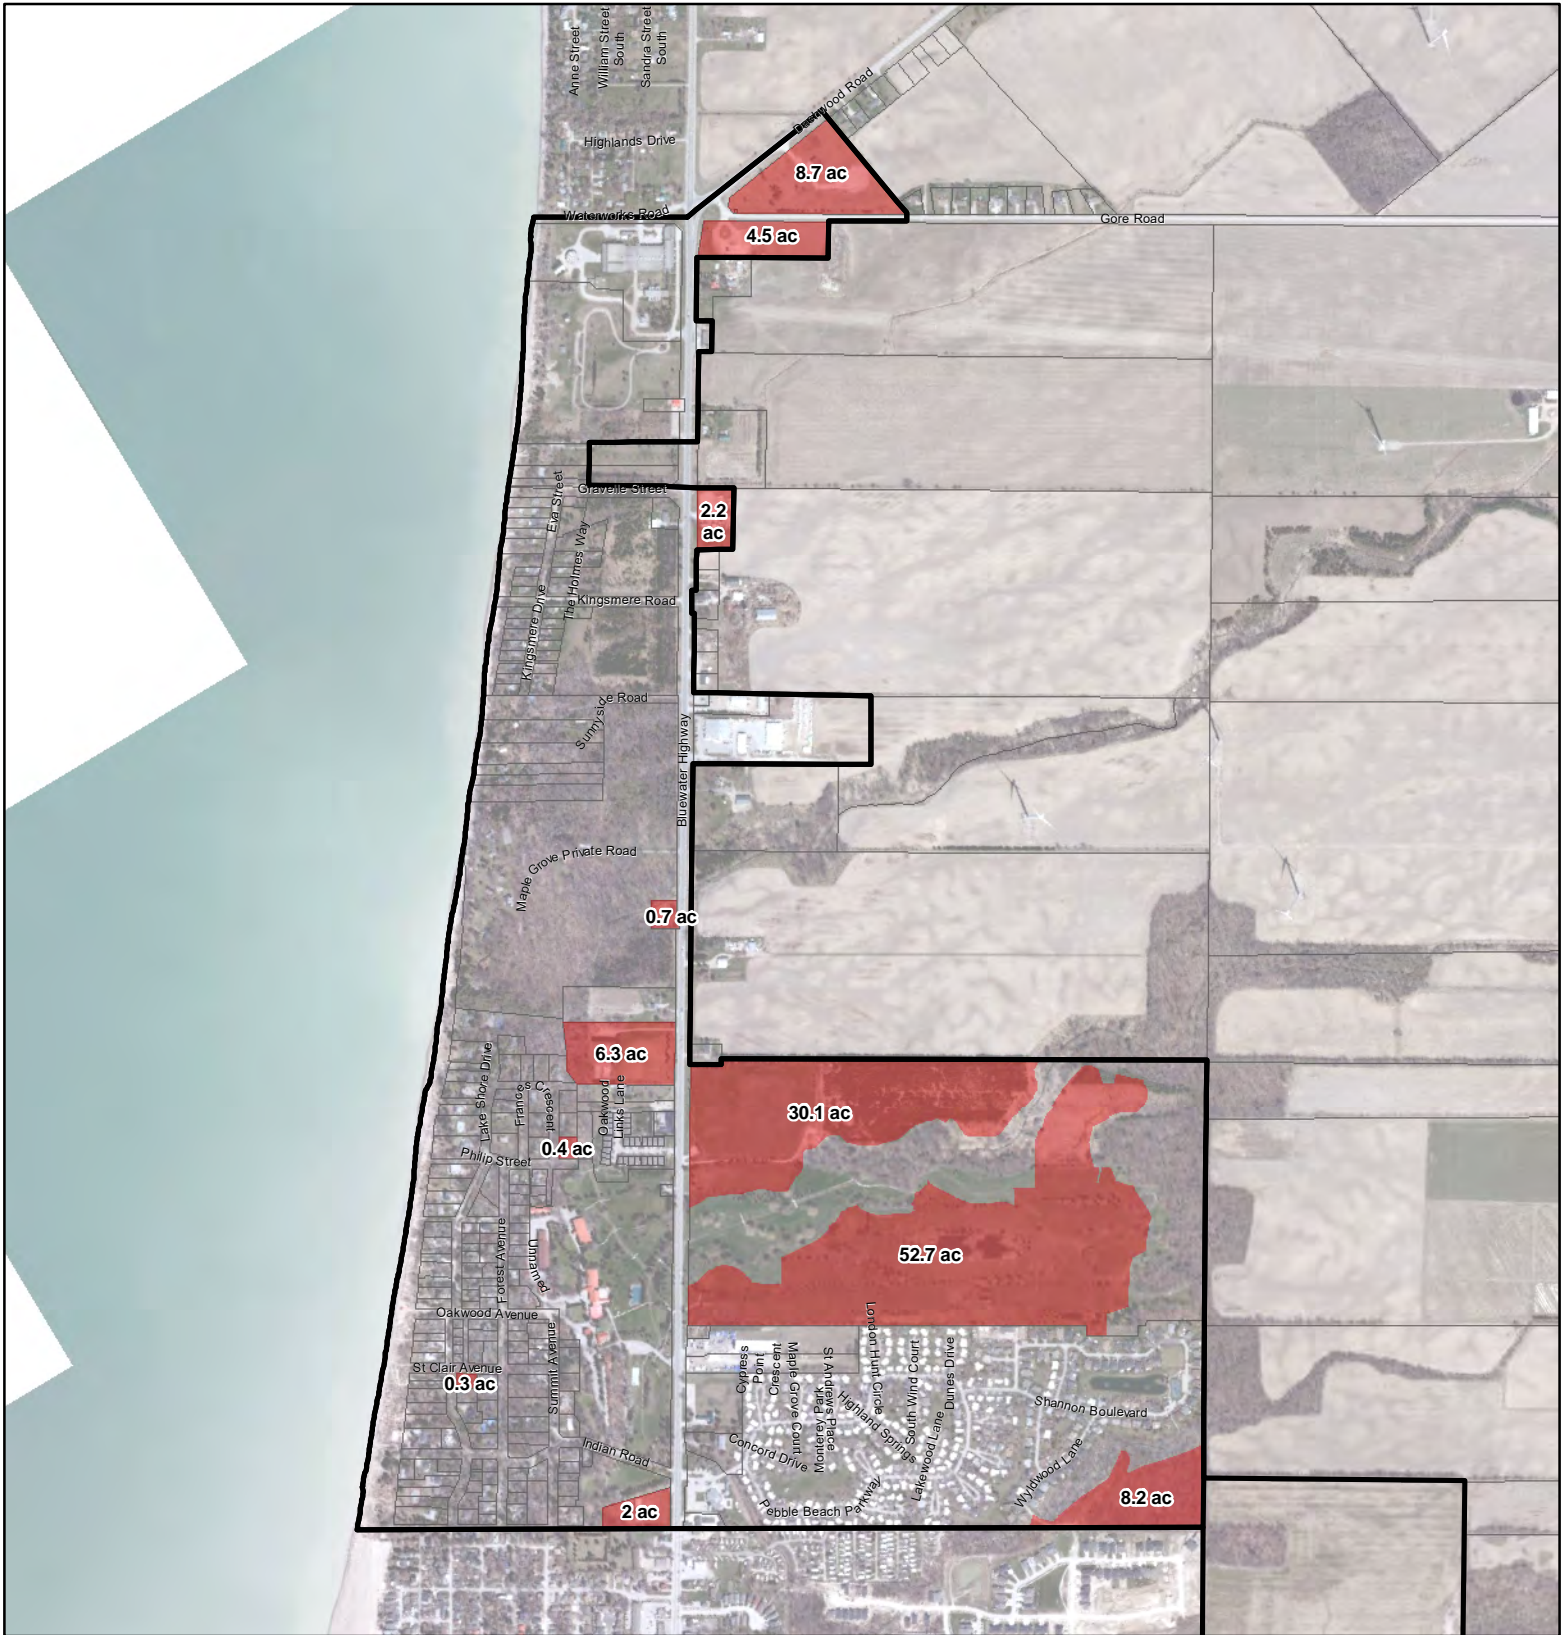 Anne Street
William Street
South
Sandra Street
South
Dashwood Road
Highlands Drive
8.7 ac
Waterworks Road
Gore Road
4.5 ac
Gravelle Street
Eva Street
2.2
ac
The Holmes Way
Kingsmere Road
Kingsmere Drive
Sunnyside Road
Bluewater Highway
Maple Grove Private Road
0.7 ac
6.3 ac
Lake Shore Drive
Frances Crescent
Oakwood
Links Lane
30.1 ac
0.4 ac
Philip Street
52.7 ac
Forest Avenue
Unnamed
Oakwood Avenue
St Clair Avenue
0.3 ac
Summit Avenue
Cypress
Point
Crescent
Maple Grove Court
Monterey Park
St Andrews Place
London Hunt Circle
Highland Springs
South Wind Court
Lakewood Lane
Dunes Drive
Shannon Boulevard
Concord Drive
Indian Road
Wyldwood Lane
Pebble Beach Parkway
8.2 ac
2 ac